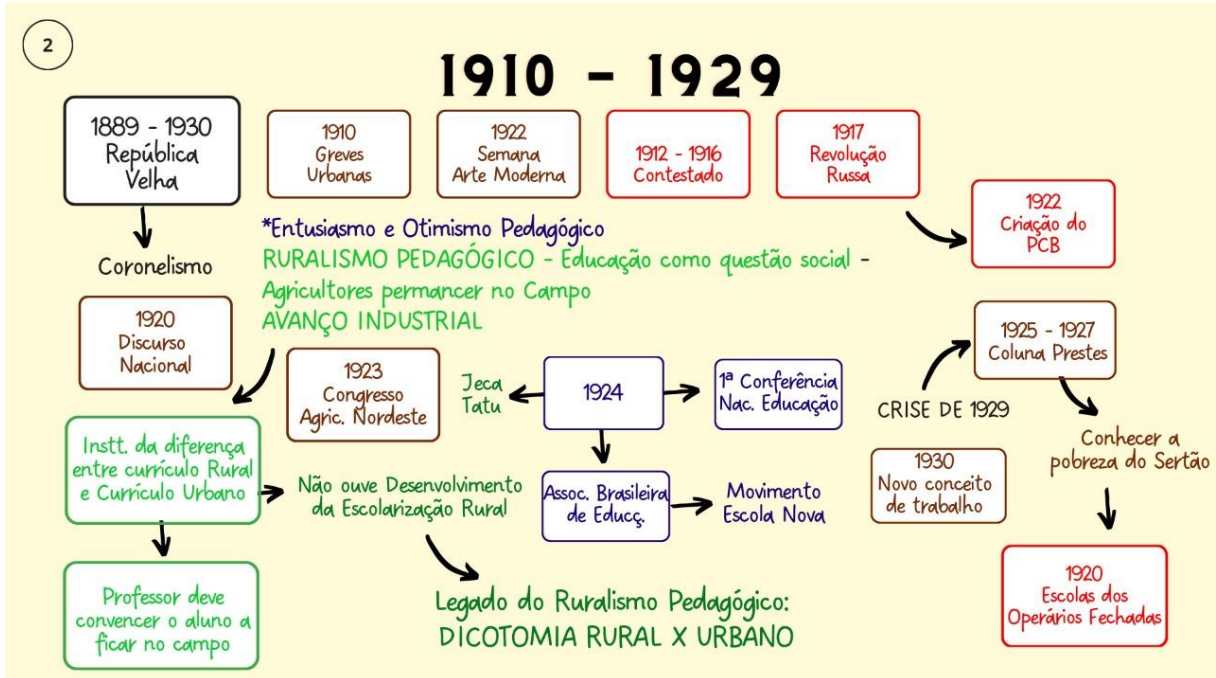 2
1910 - 1929
1889 - 1930
República
Velha
1910
Greves
Urbanas
1922
Semana
Arte Moderna
1912 - 1916
Contestado
1917
Revolução
Russa
1922
Criação do
PCB
Coronelismo
*Entusiasmo e Otimismo Pedagógico
RURALISMO PEDAGÓGICO - Educação como questão social -
Agricultores permancer no Campo
AVANÇO INDUSTRIAL
1920
Discurso
Nacional
1923
Congresso
Agric. Nordeste
Jeca
Tatu
1924
1ª Conferência
Nac. Educação
1925 - 1927
Coluna Prestes
CRISE DE 1929
Conhecer a
pobreza do Sertão
Instt. da diferença
entre currículo Rural
e Currículo Urbano
Não ouve Desenvolvimento
da Escolarização Rural
Assoc. Brasileira
de Educç.
Movimento
Escola Nova
1930
Novo conceito
de trabalho
Professor deve
convencer o aluno a
ficar no campo
Legado do Ruralismo Pedagógico:
DICOTOMIA RURAL X URBANO
1920
Escolas dos
Operários Fechadas